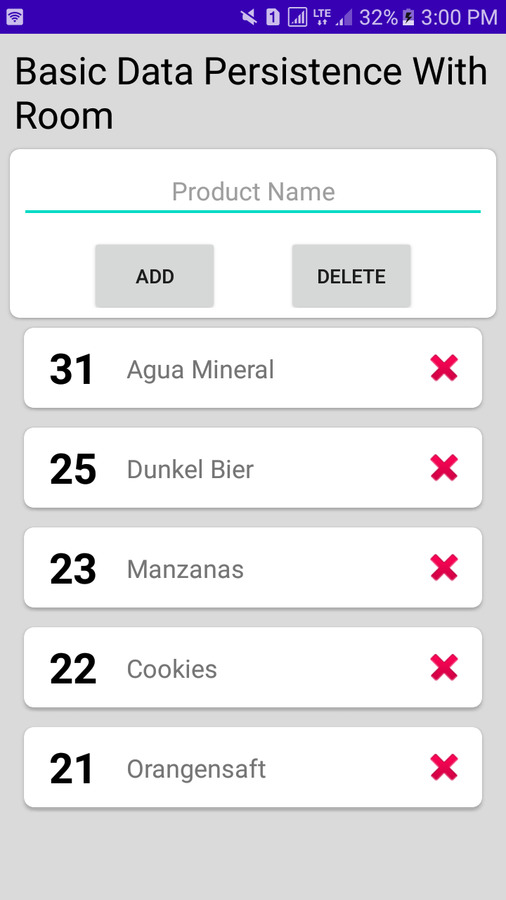 1 LTE 32% 3:00 PM
Basic Data Persistence With
Room
Product Name
ADD DELETE
31 Agua Mineral
25 Dunkel Bier
23 Manzanas
22 Cookies
21 Orangensaft